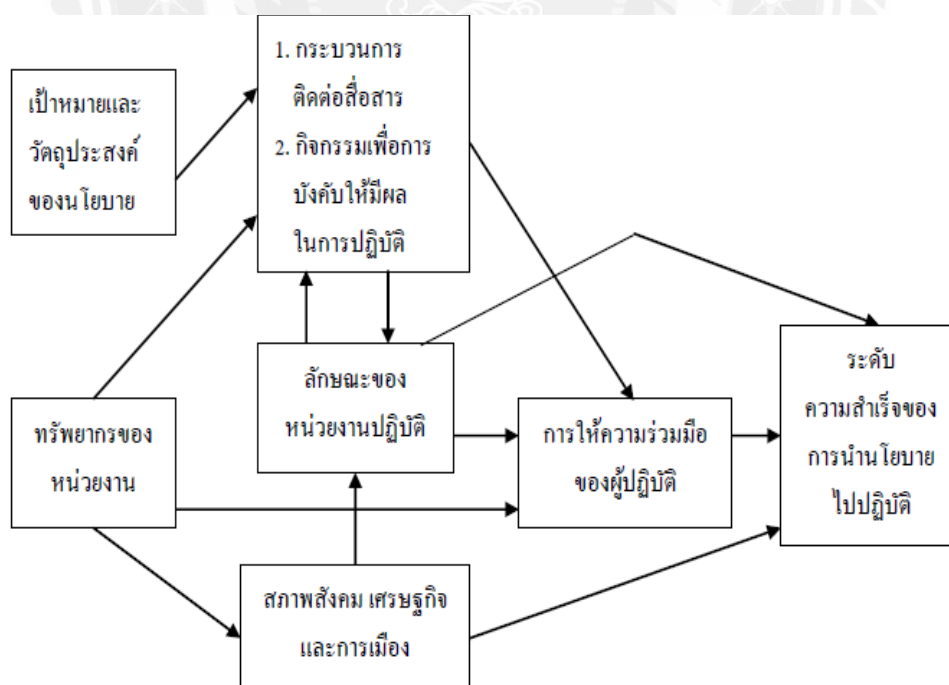 เป้าหมายและ
วัตถุประสงค์
ของนโยบาย
1. กระบวนการ
ติดต่อสื่อสาร
2. กิจกรรมเพื่อการ
บังคับให้มีผล
ในการปฏิบัติ
ลักษณะของ
หน่วยงานปฏิบัติ
ทรัพยากรของ
หน่วยงาน
การให้ความร่วมมือ
ของผู้ปฏิบัติ
ระดับ
ความสำเร็จของ
การนำนโยบาย
ไปปฏิบัติ
สภาพสังคม เศรษฐกิจ
และการเมือง